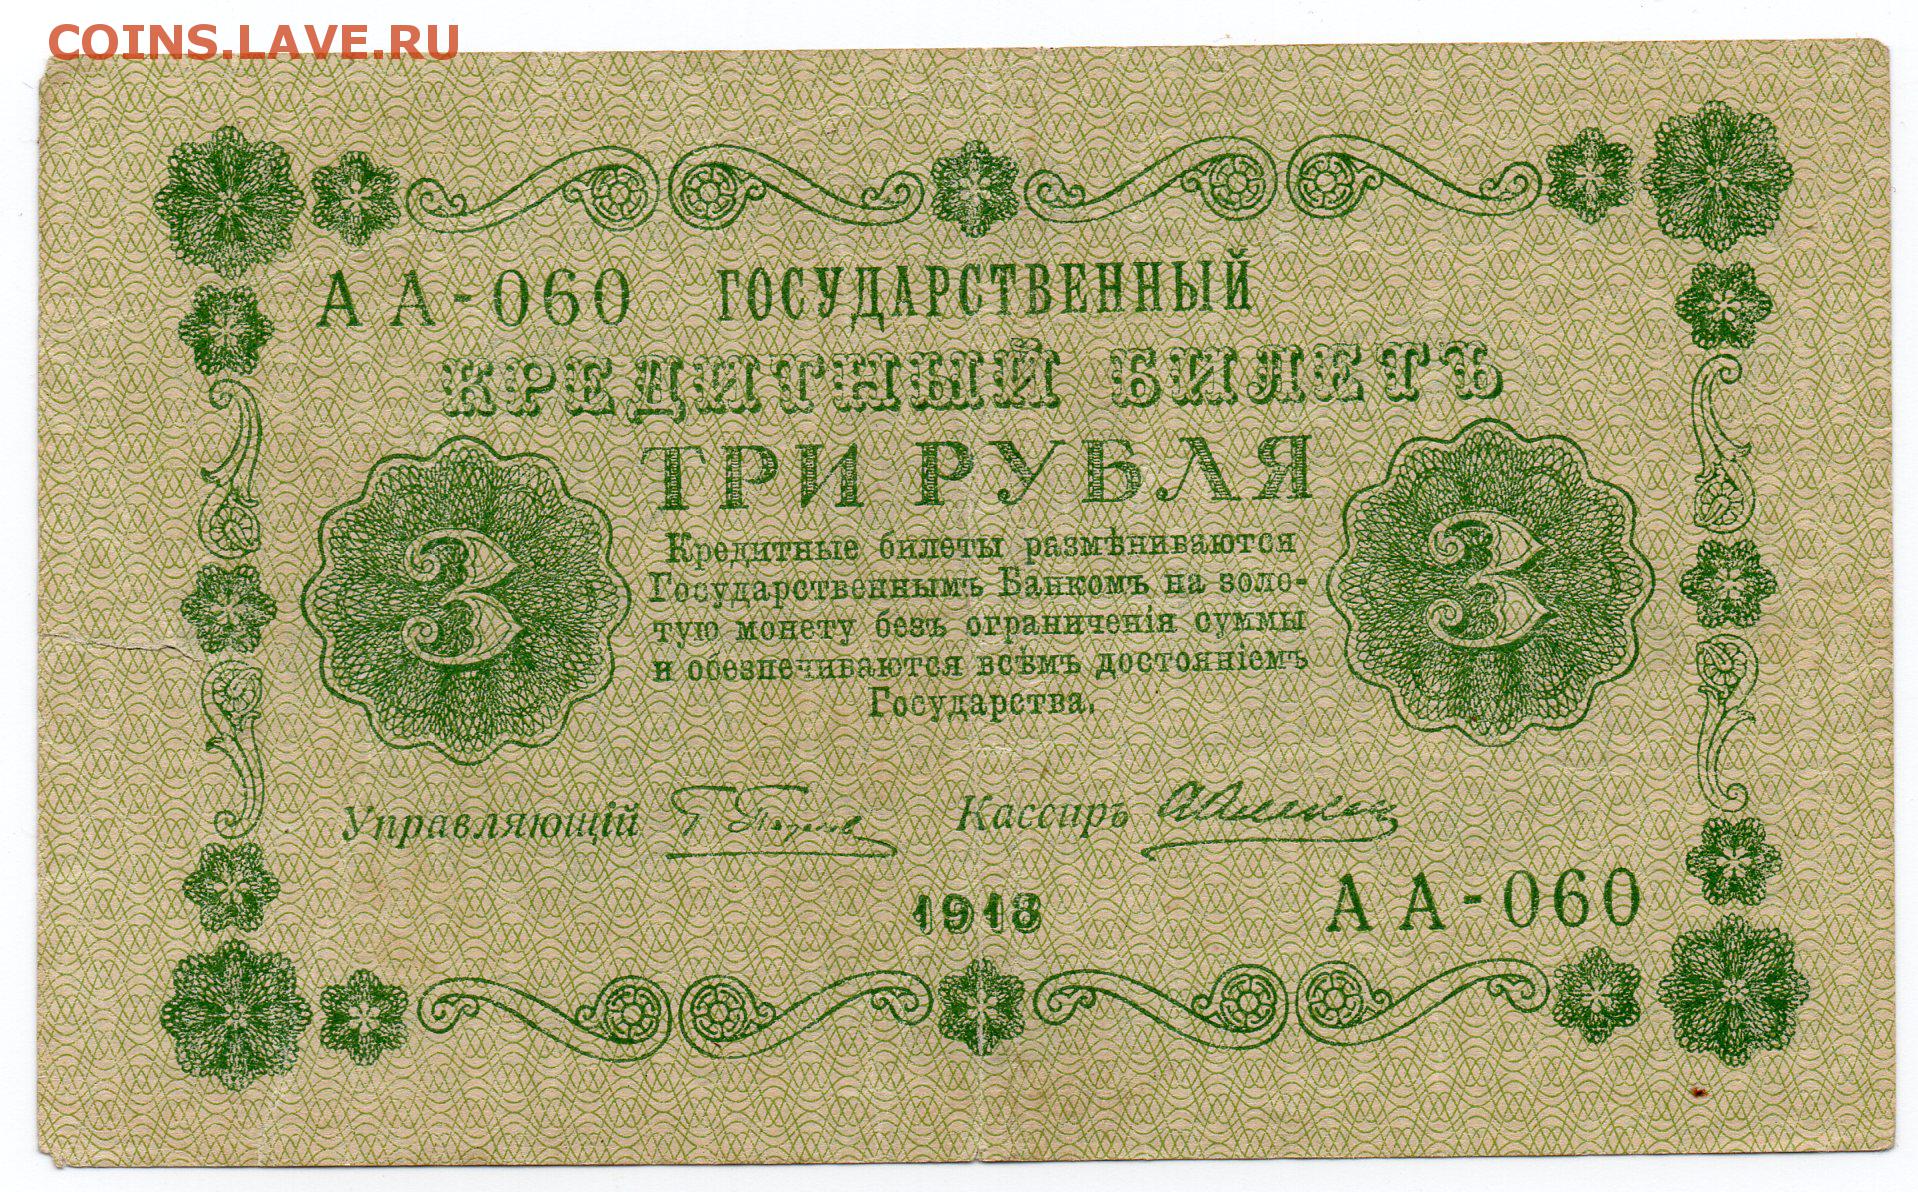 COINS.LAVE.RU
АА-060 ГОСУДАРСТВЕННЫЙ
КРЕДИТНЫЙ БИЛЕТЪ
ТРИ РУБЛЯ
3 3
Кредитные билеты размѣниваются
Государственнымъ Банкомъ на золо-
тую монету безъ ограниченія суммы
и обезпечиваются всѣмъ достояніемъ
Государства.
Управляющій Кассиръ
1918
АА-060